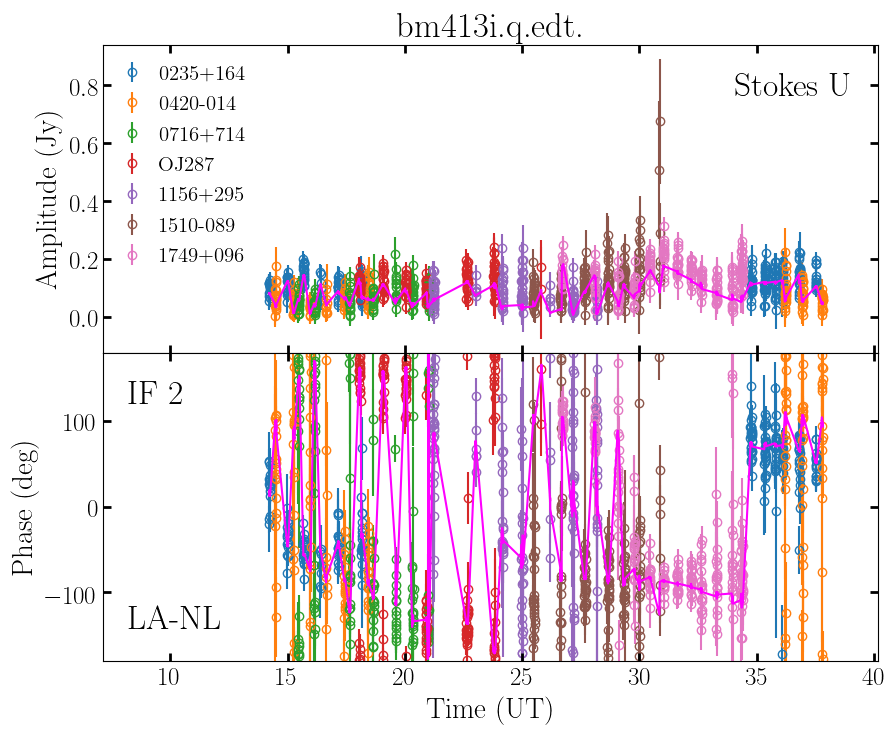 bm413i.q.edt.
Stokes U
0235+164
0420-014
0716+714
OJ287
1156+295
1510-089
1749+096
Amplitude (Jy)
0.8
0.6
0.4
0.2
0.0
IF 2
LA-NL
Phase (deg)
100
0
−100
10 15 20 25 30 35 40
Time (UT)